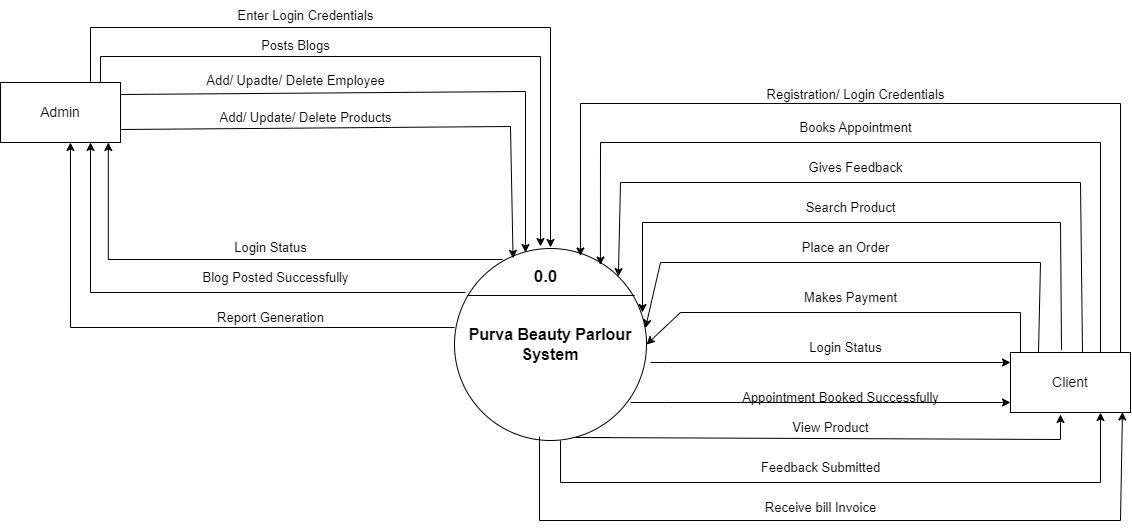 Enter Login Credentials
Posts Blogs
Add/ Upadte/ Delete Employee
Add/ Update/ Delete Products
Admin
Registration/ Login Credentials
Books Appointment
Gives Feedback
Search Product
Place an Order
Makes Payment
Login Status
Blog Posted Successfully
Report Generation
0.0
Purva Beauty Parlour
System
Login Status
Appointment Booked Successfully
View Product
Feedback Submitted
Receive bill Invoice
Client